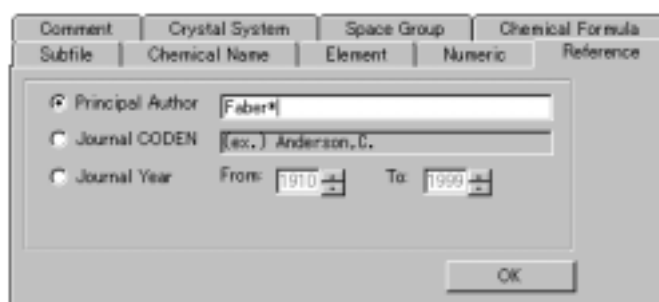 Comment Crystal System Space Group Chemical Formula
Subfile Chemical Name Element Numeric Reference
Principal Author Faber*
Journal CODEN (ex.) Anderson,C.
Journal Year From: 1910 To: 1999
OK